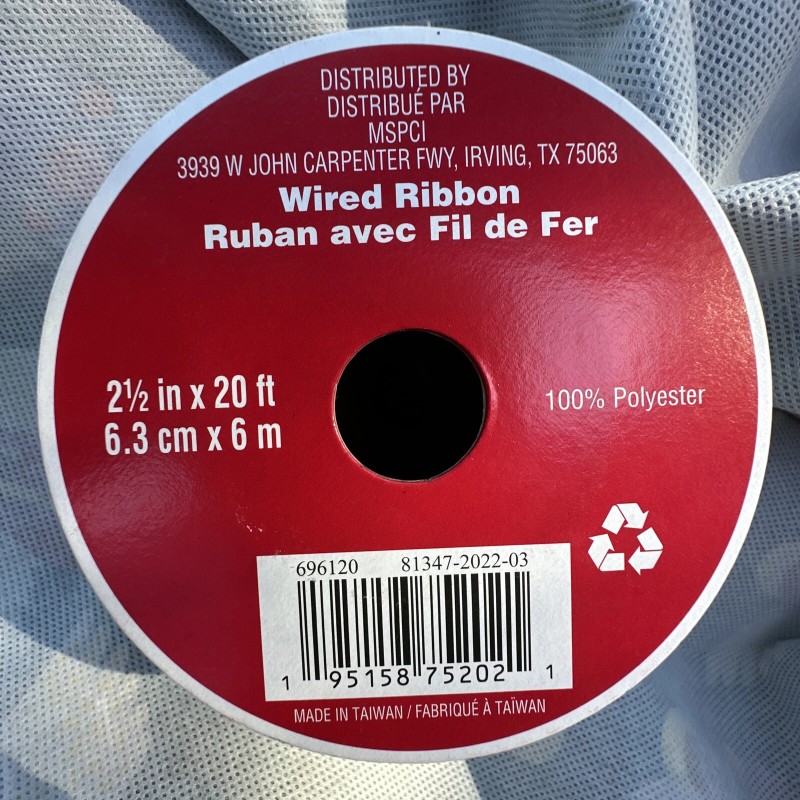 DISTRIBUTED BY
DISTRIBUÉ PAR
MSPCI
3939 W JOHN CARPENTER FWY, IRVING, TX 75063
Wired Ribbon
Ruban avec Fil de Fer
2½ in x 20 ft
6.3 cm x 6 m
100% Polyester
696120 81347-2022-03
1 95158 75202 1
MADE IN TAIWAN / FABRIQUÉ À TAÏWAN